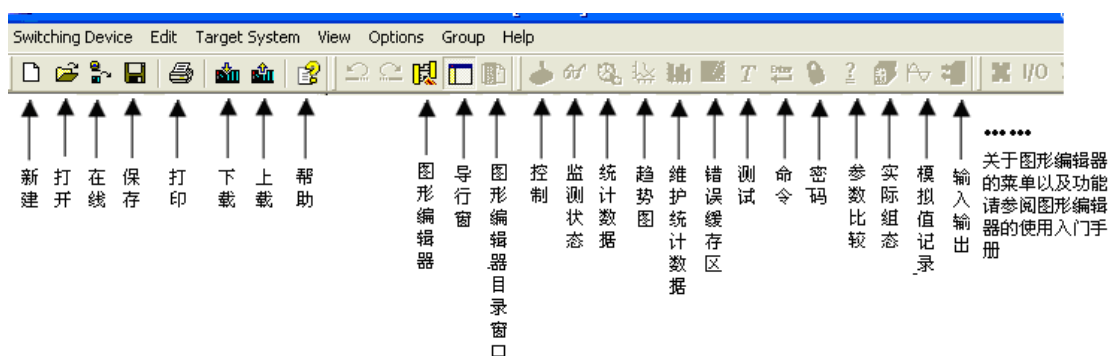 Switching Device Edit Target System View Options Group Help
T ? I/O
新建
打开
在线
保存
打印
下载
上载
帮助
图形编辑器
导行窗
图形编辑器目录窗口
控制
监测状态
统计数据
趋势图
维护统计数据
错误缓存区
测试
命令
密码
参数比较
实际组态
模拟值记录
输入输出
……
关于图形编辑器
的菜单以及功能
请参阅图形编辑
器的使用入门手
册